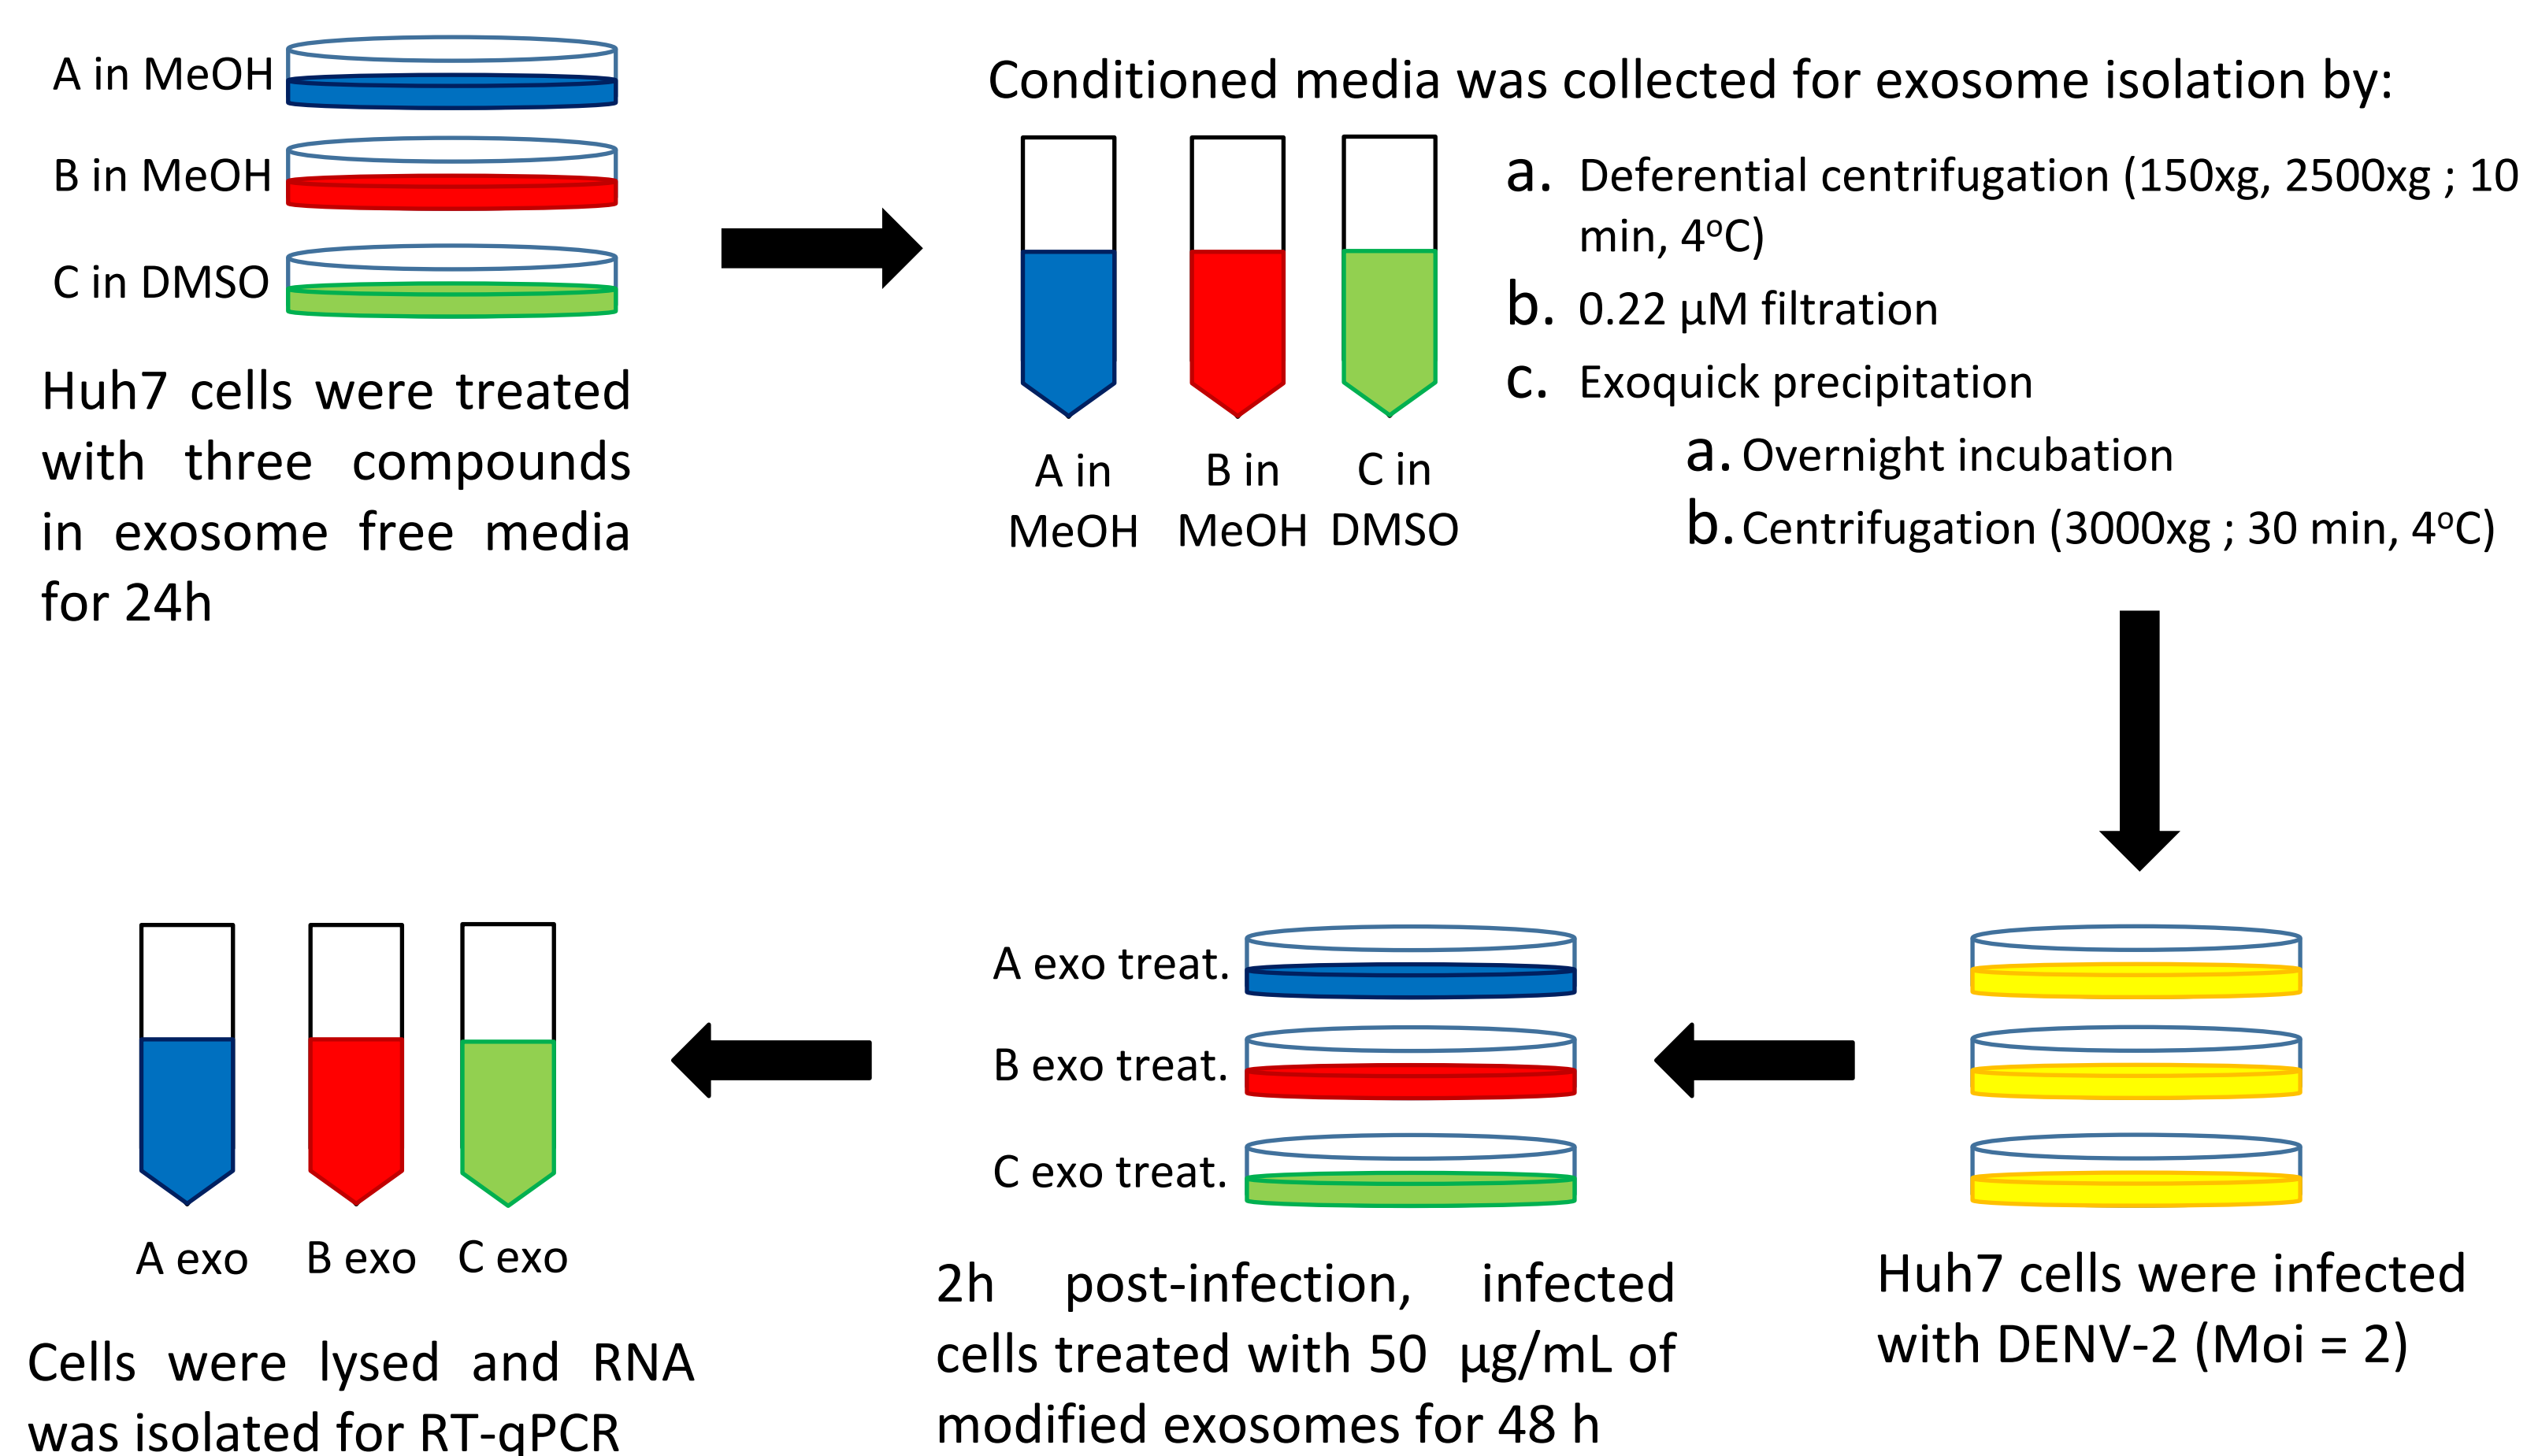 A in MeOH
B in MeOH
C in DMSO
Huh7 cells were treated
with three compounds
in exosome free media
for 24h
Conditioned media was collected for exosome isolation by:
A in
MeOH
B in
MeOH
C in
DMSO
a. Deferential centrifugation (150xg, 2500xg ; 10
min, 4°C)
b. 0.22 µM filtration
c. Exoquick precipitation
a. Overnight incubation
b. Centrifugation (3000xg ; 30 min, 4°C)
Huh7 cells were infected
with DENV-2 (Moi = 2)
A exo treat.
B exo treat.
C exo treat.
2h post-infection, infected
cells treated with 50 µg/mL of
modified exosomes for 48 h
A exo
B exo
C exo
Cells were lysed and RNA
was isolated for RT-qPCR